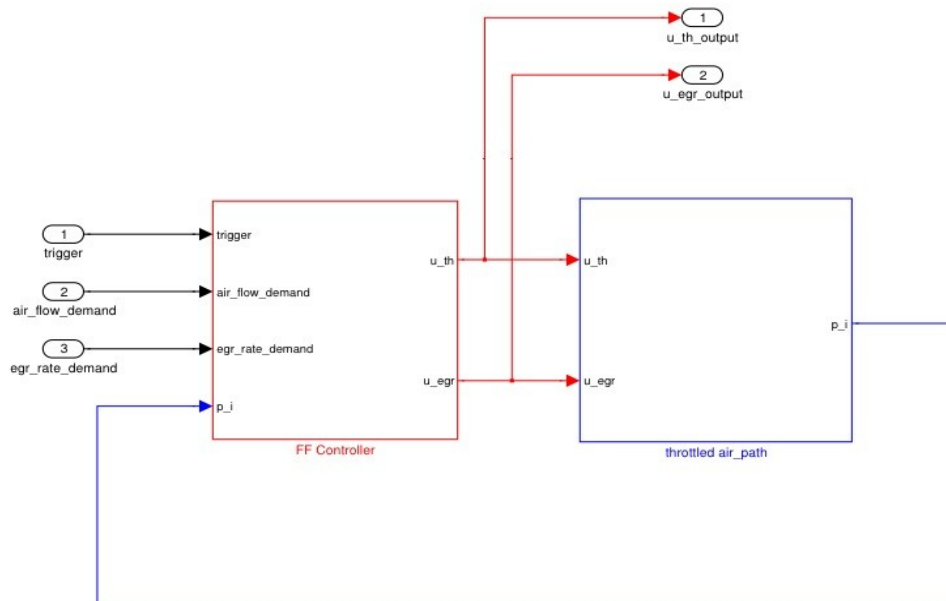 1
u_th_output
2
u_egr_output
1
trigger
2
air_flow_demand
3
egr_rate_demand
trigger
air_flow_demand
egr_rate_demand
p_i
u_th
u_egr
FF Controller
u_th
u_egr
p_i
throttled air_path